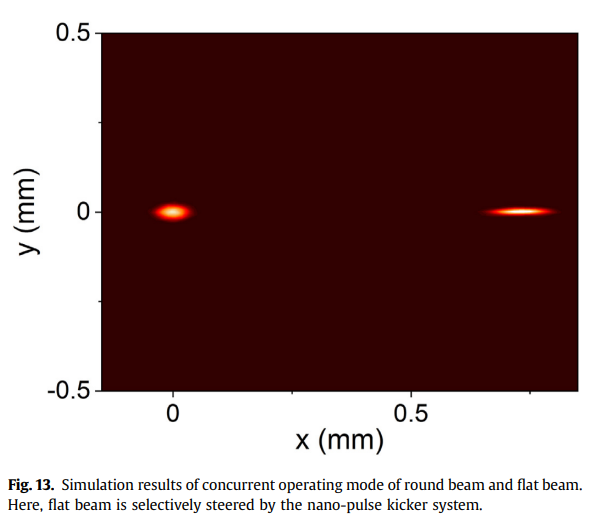 0.5
0
-0.5
y (mm)
0
0.5
x (mm)
Fig. 13. Simulation results of concurrent operating mode of round beam and flat beam.
Here, flat beam is selectively steered by the nano-pulse kicker system.